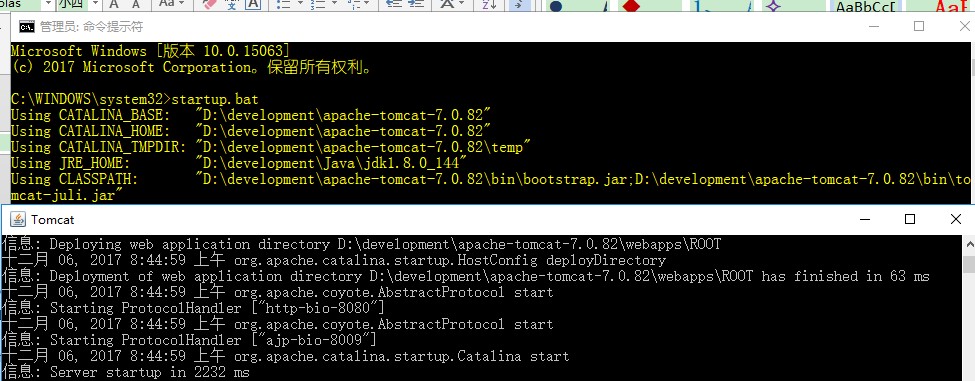 小四
AaBbCc
管理员: 命令提示符
Microsoft Windows [版本 10.0.15063]
(c) 2017 Microsoft Corporation。保留所有权利。
C:\WINDOWS\system32>startup.bat
Using CATALINA_BASE:   "D:\development\apache-tomcat-7.0.82"
Using CATALINA_HOME:   "D:\development\apache-tomcat-7.0.82"
Using CATALINA_TMPDIR: "D:\development\apache-tomcat-7.0.82\temp"
Using JRE_HOME:        "D:\development\Java\jdk1.8.0_144"
Using CLASSPATH:       "D:\development\apache-tomcat-7.0.82\bin\bootstrap.jar;D:\development\apache-tomcat-7.0.82\bin\to
mcat-juli.jar"
Tomcat
信息: Deploying web application directory D:\development\apache-tomcat-7.0.82\webapps\ROOT
十二月 06, 2017 8:44:59 上午 org.apache.catalina.startup.HostConfig deployDirectory
信息: Deployment of web application directory D:\development\apache-tomcat-7.0.82\webapps\ROOT has finished in 63 ms
十二月 06, 2017 8:44:59 上午 org.apache.coyote.AbstractProtocol start
信息: Starting ProtocolHandler ["http-bio-8080"]
十二月 06, 2017 8:44:59 上午 org.apache.coyote.AbstractProtocol start
信息: Starting ProtocolHandler ["ajp-bio-8009"]
十二月 06, 2017 8:44:59 上午 org.apache.catalina.startup.Catalina start
信息: Server startup in 2232 ms